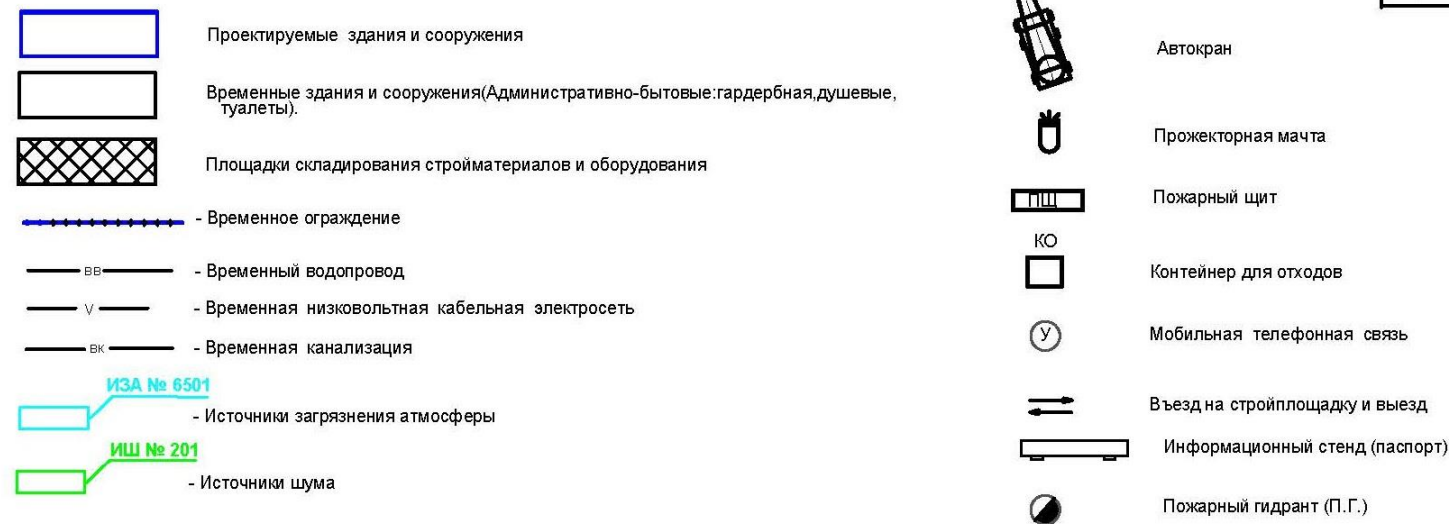 Проектируемые здания и сооружения
Временные здания и сооружения(Административно-бытовые:гардербная,душевые,
туалеты).
Площадки складирования стройматериалов и оборудования
- Временное ограждение
ВВ - Временный водопровод
V - Временная низковольтная кабельная электросеть
ВК - Временная канализация
ИЗА № 6501
- Источники загрязнения атмосферы
ИШ № 201
- Источники шума
Автокран
Прожекторная мачта
ПЩ Пожарный щит
КО
Контейнер для отходов
У Мобильная телефонная связь
Въезд на стройплощадку и выезд
Информационный стенд (паспорт)
Пожарный гидрант (П.Г.)